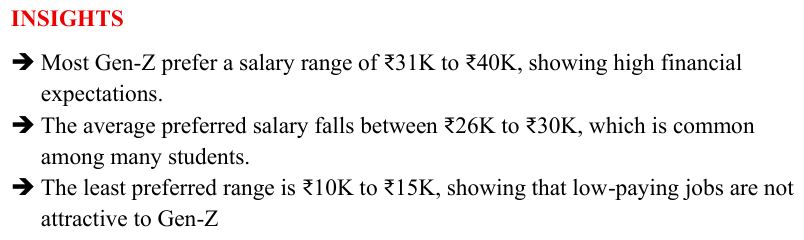 INSIGHTS
➔ Most Gen-Z prefer a salary range of ₹31K to ₹40K, showing high financial
expectations.
➔ The average preferred salary falls between ₹26K to ₹30K, which is common
among many students.
➔ The least preferred range is ₹10K to ₹15K, showing that low-paying jobs are not
attractive to Gen-Z